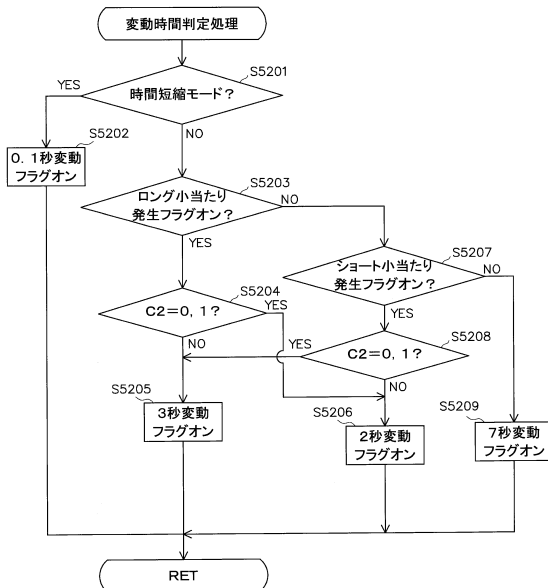 変動時間判定処理
S5201
時間短縮モード？
YES
NO
S5202
0.1秒変動
フラグオン
S5203
ロング小当たり
発生フラグオン？
NO
YES
S5207
ショート小当たり
発生フラグオン？
NO
YES
S5204
C2=0,1？
YES
NO
S5208
C2=0,1？
YES
NO
S5205
3秒変動
フラグオン
S5206
2秒変動
フラグオン
S5209
7秒変動
フラグオン
RET